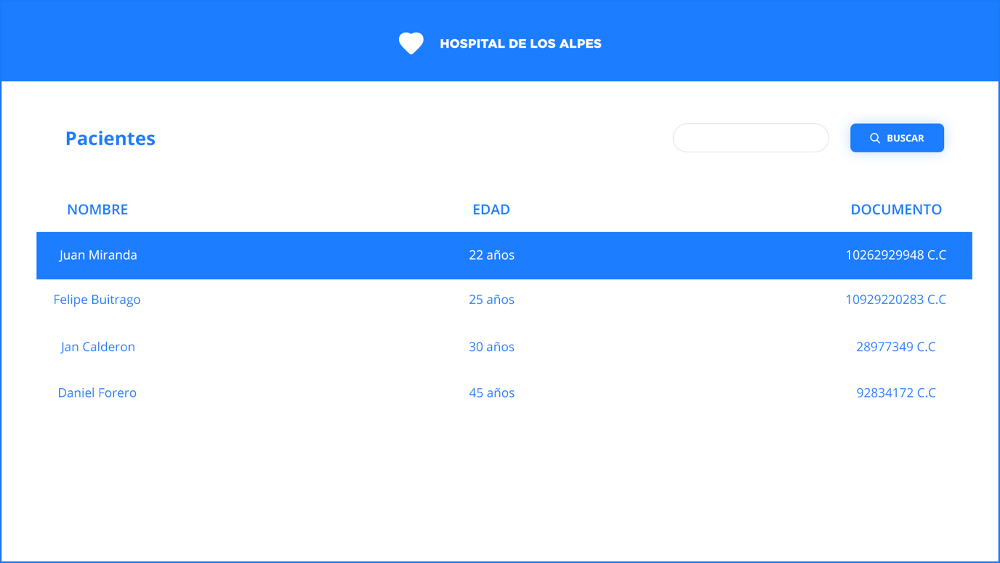 HOSPITAL DE LOS ALPES
Pacientes
BUSCAR
NOMBRE EDAD DOCUMENTO
Juan Miranda 22 años 10262929948 C.C
Felipe Buitrago 25 años 10929220283 C.C
Jan Calderon 30 años 28977349 C.C
Daniel Forero 45 años 92834172 C.C